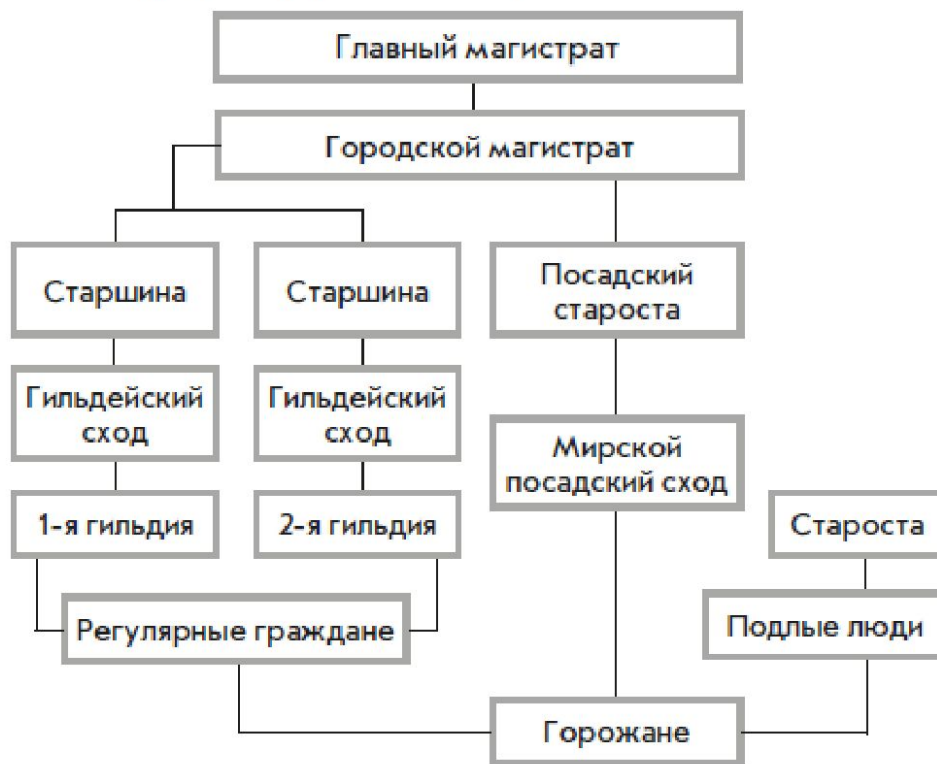 Главный магистрат
Городской магистрат
Старшина
Старшина
Посадский
староста
Гильдейский
сход
Гильдейский
сход
Мирской
посадский сход
1-я гильдия
2-я гильдия
Староста
Регулярные граждане
Подлые люди
Горожане